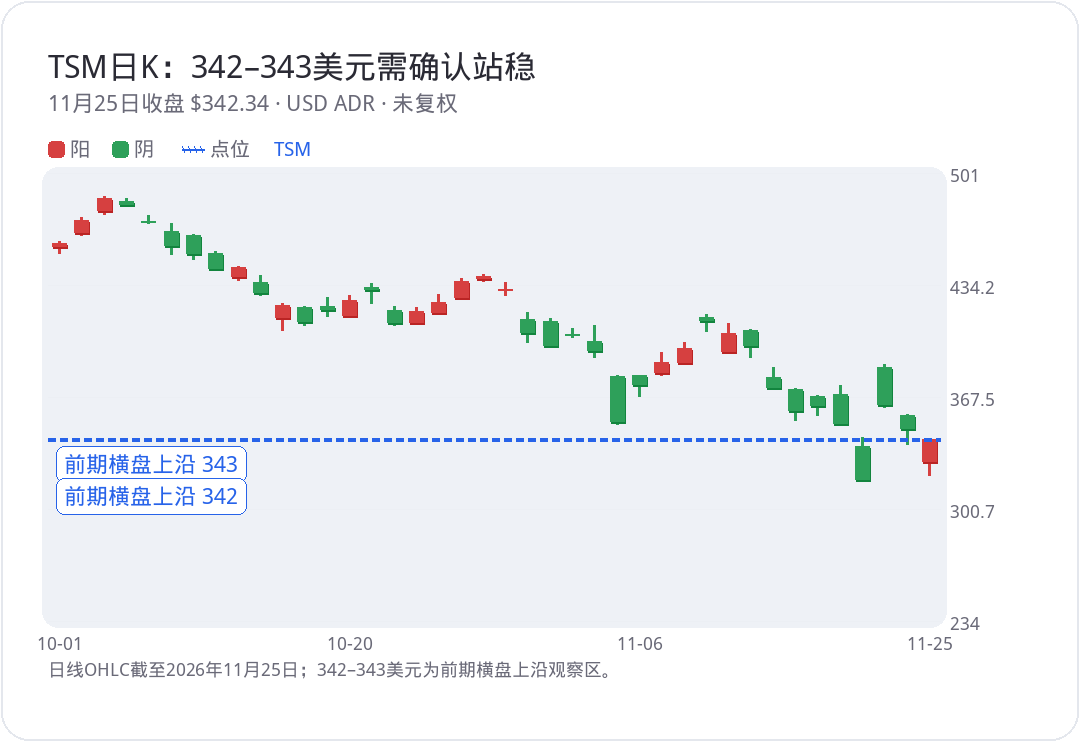 TSM日K：342–343美元需确认站稳
11月25日收盘 $342.34 · USD ADR · 未复权
阳 阴 点位 TSM
501
434.2
367.5
前期横盘上沿 343
前期横盘上沿 342
300.7
234
10-01 10-20 11-06 11-25
日线OHLC截至2026年11月25日；342–343美元为前期横盘上沿观察区。